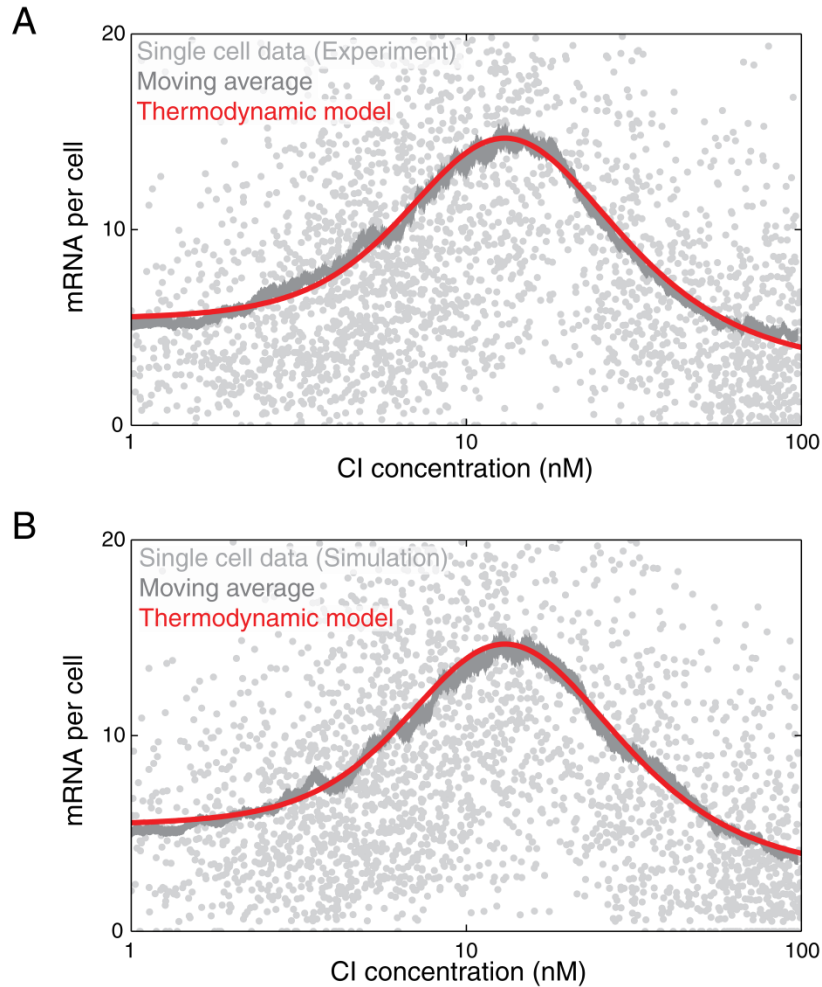 A
20
Single cell data (Experiment)
Moving average
Thermodynamic model
mRNA per cell
10
0
1
10
100
CI concentration (nM)
B
20
Single cell data (Simulation)
Moving average
Thermodynamic model
mRNA per cell
10
0
1
10
100
CI concentration (nM)